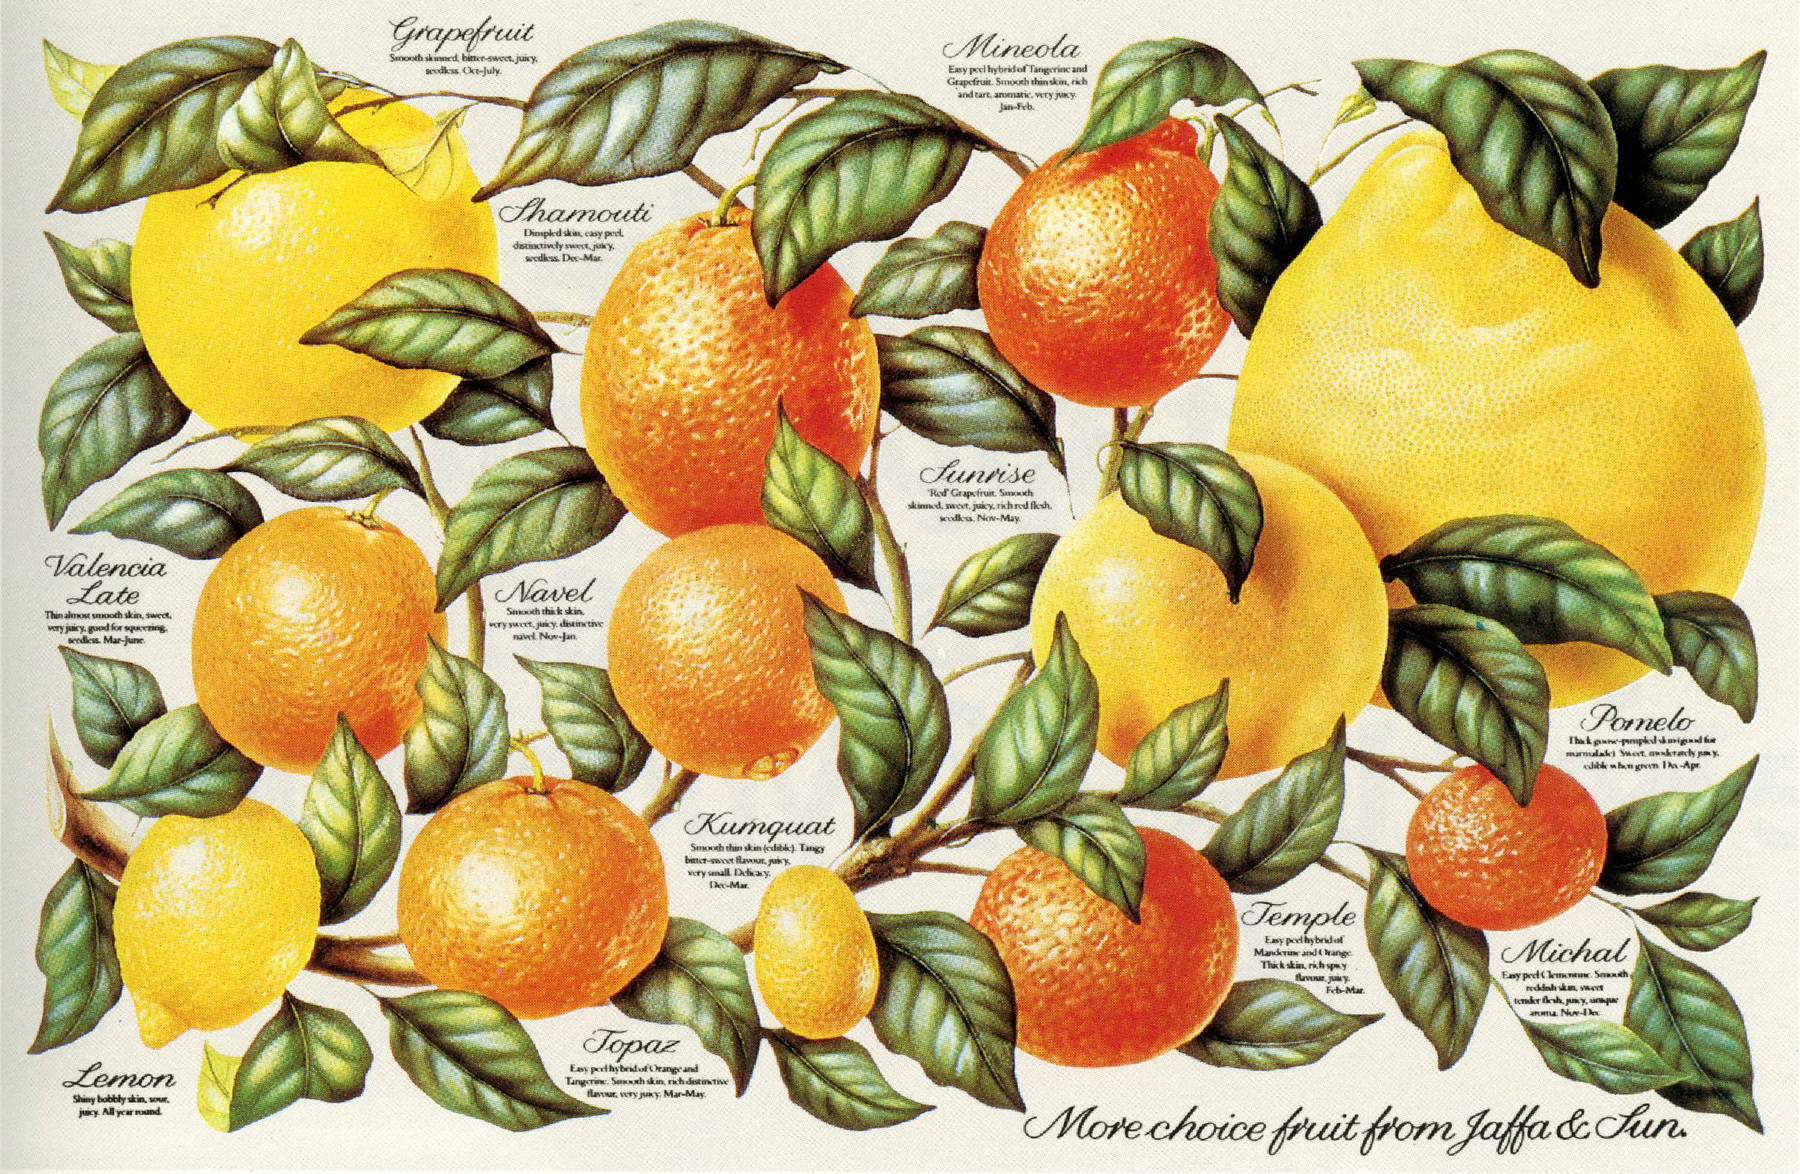 Grapefruit
Smooth skinned, bitter-sweet, juicy,
seedless. Oct-July.
Mineola
Easy peel hybrid of Tangerine and
Grapefruit. Smooth thin skin, rich
and tart, aromatic, very juicy.
Jan-Feb.
Shamouti
Dimpled skin, easy peel,
distinctively sweet, juicy,
seedless. Dec-Mar.
Sunrise
'Red' Grapefruit. Smooth
skinned, sweet, juicy, rich red flesh,
seedless. Nov-May.
Valencia
Late
Thin almost smooth skin, sweet,
very juicy, good for squeezing,
seedless. Mar-June.
Navel
Smooth thick skin,
very sweet, juicy, distinctive
navel. Nov-Jan.
Pomelo
Thick goose-pimpled skin (good for
marmalade). Sweet, moderately juicy,
edible when green. Dec-Apr.
Kumquat
Smooth thin skin (edible). Tangy
bitter-sweet flavour, juicy,
very small. Delicacy.
Dec-Mar.
Temple
Easy peel hybrid of
Manderine and Orange.
Thick skin, rich spicy
flavour, juicy.
Feb-Mar.
Michal
Easy peel Clementine. Smooth
reddish skin, sweet
tender flesh, juicy, unique
aroma. Nov-Dec.
Topaz
Easy peel hybrid of Orange and
Tangerine. Smooth skin, rich distinctive
flavour, very juicy. Mar-May.
Lemon
Shiny bobbly skin, sour,
juicy. All year round.
More choice fruit from Jaffa & Sun.